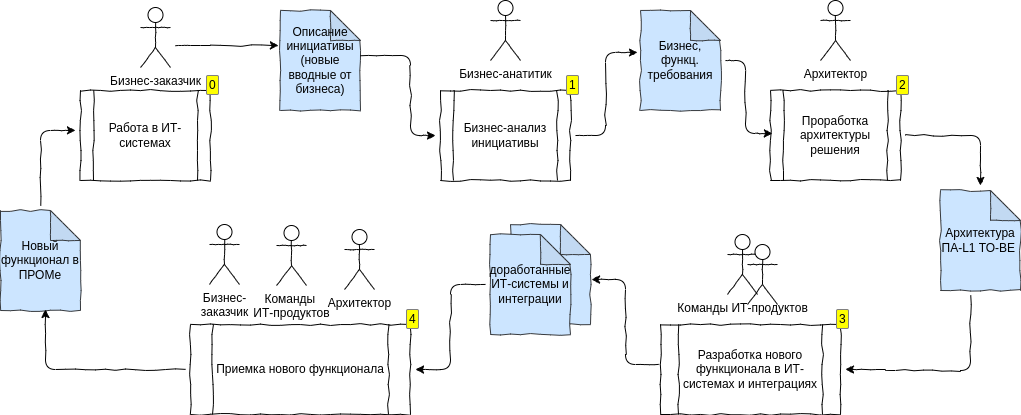 Бизнес-заказчик
0
Работа в ИТ-
системах
Описание
инициативы
(новые
вводные от
бизнеса)
Бизнес-анатитик
1
Бизнес-анализ
инициативы
Бизнес,
функц.
требования
Архитектор
2
Проработка
архитектуры
решения
Архитектура
ПА-L1 TO-BE
Команды ИТ-продуктов
3
Разработка нового
функционала в ИТ-
системах и интеграциях
доработанные
ИТ-системы и
интеграции
Бизнес-
заказчик
Команды
ИТ-продуктов
Архитектор
4
Приемка нового функционала
Новый
функционал в
ПРОМе